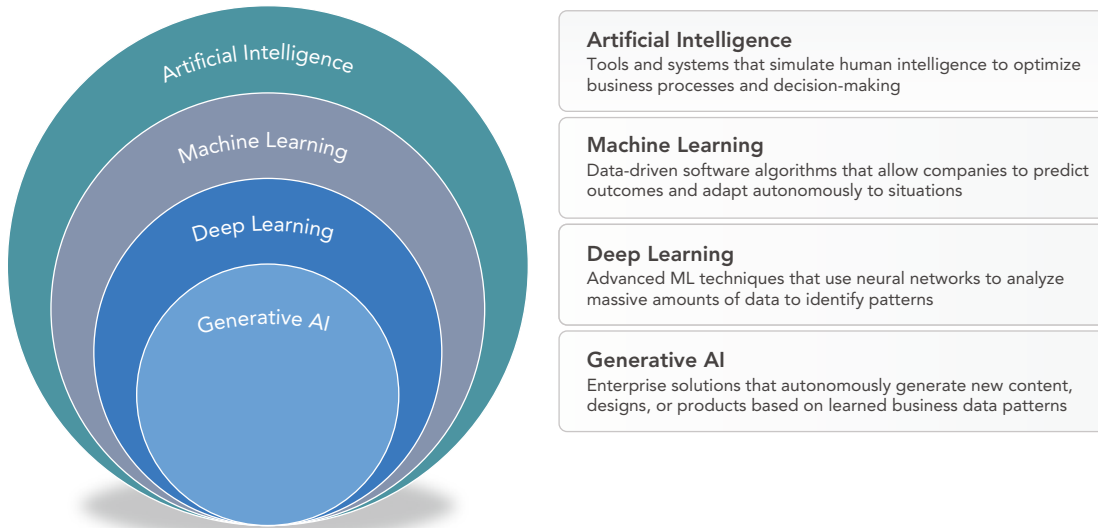 Artificial Intelligence
Machine Learning
Deep Learning
Generative AI
Artificial Intelligence
Tools and systems that simulate human intelligence to optimize
business processes and decision-making
Machine Learning
Data-driven software algorithms that allow companies to predict
outcomes and adapt autonomously to situations
Deep Learning
Advanced ML techniques that use neural networks to analyze
massive amounts of data to identify patterns
Generative AI
Enterprise solutions that autonomously generate new content,
designs, or products based on learned business data patterns